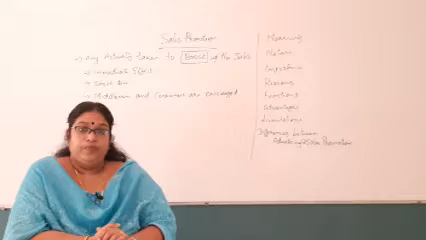 Sales Promotion
Any Activity taken to BOOST up the Sales
Immediate Effect
Short term
Middlemen and Consumers are encouraged
Meaning
Nature
Importance
Reasons
Functions
Advantages
Limitations
Difference between
Advertising & Sales Promotion